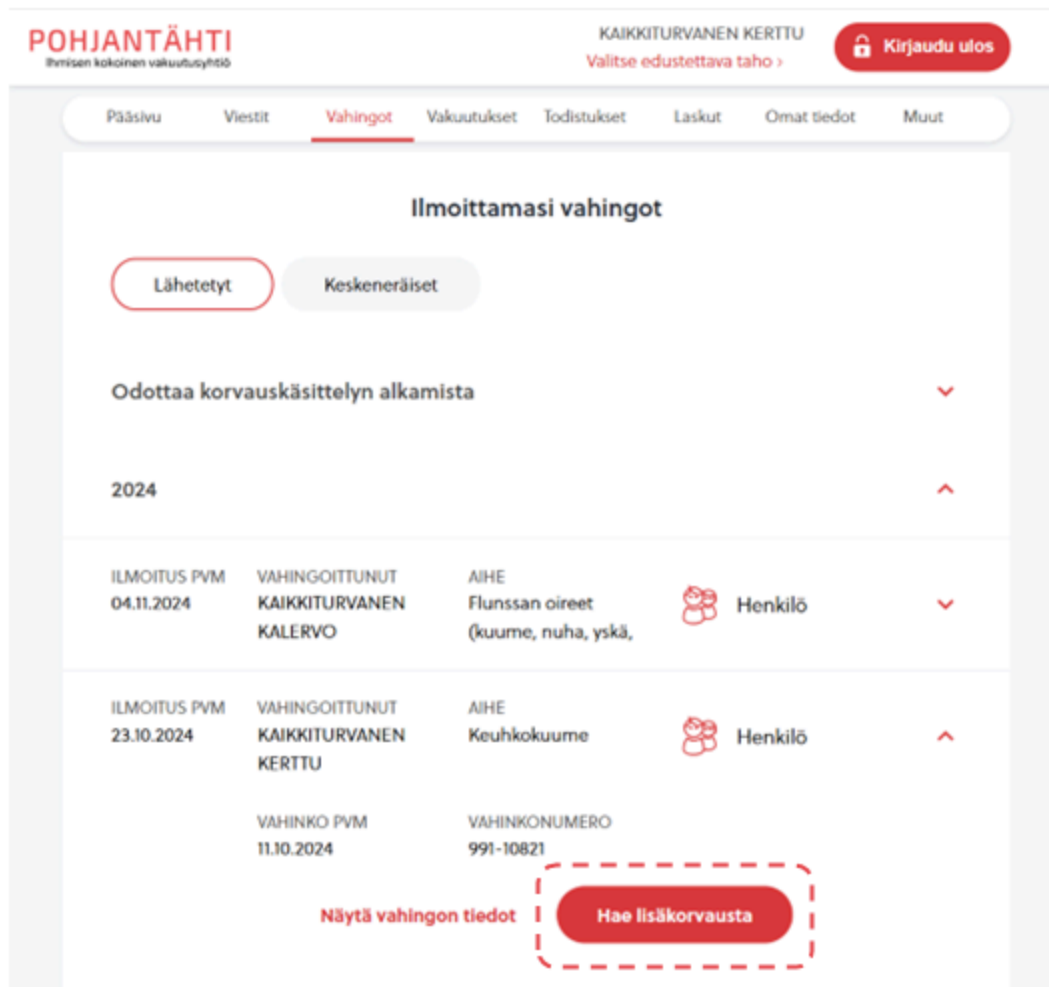 POHJANTÄHTI
Ihmisen kokoinen vakuutusyhtiö
KAIKKITURVANEN KERTTU
Valitse edustettava taho ›
Kirjaudu ulos
Pääsivu Viestit Vahingot Vakuutukset Todistukset Laskut Omat tiedot Muut
Ilmoittamasi vahingot
Lähetetyt Keskeneräiset
Odottaa korvauskäsittelyn alkamista
2024
ILMOITUS PVM VAHINGOITTUNUT AIHE
04.11.2024 KAIKKITURVANEN Flunssan oireet
KALERVO (kuume, nuha, yskä,
Henkilö
ILMOITUS PVM VAHINGOITTUNUT AIHE
23.10.2024 KAIKKITURVANEN Keuhkokuume
KERTTU
Henkilö
VAHINKO PVM VAHINKONUMERO
11.10.2024 991-10821
Näytä vahingon tiedot Hae lisäkorvausta